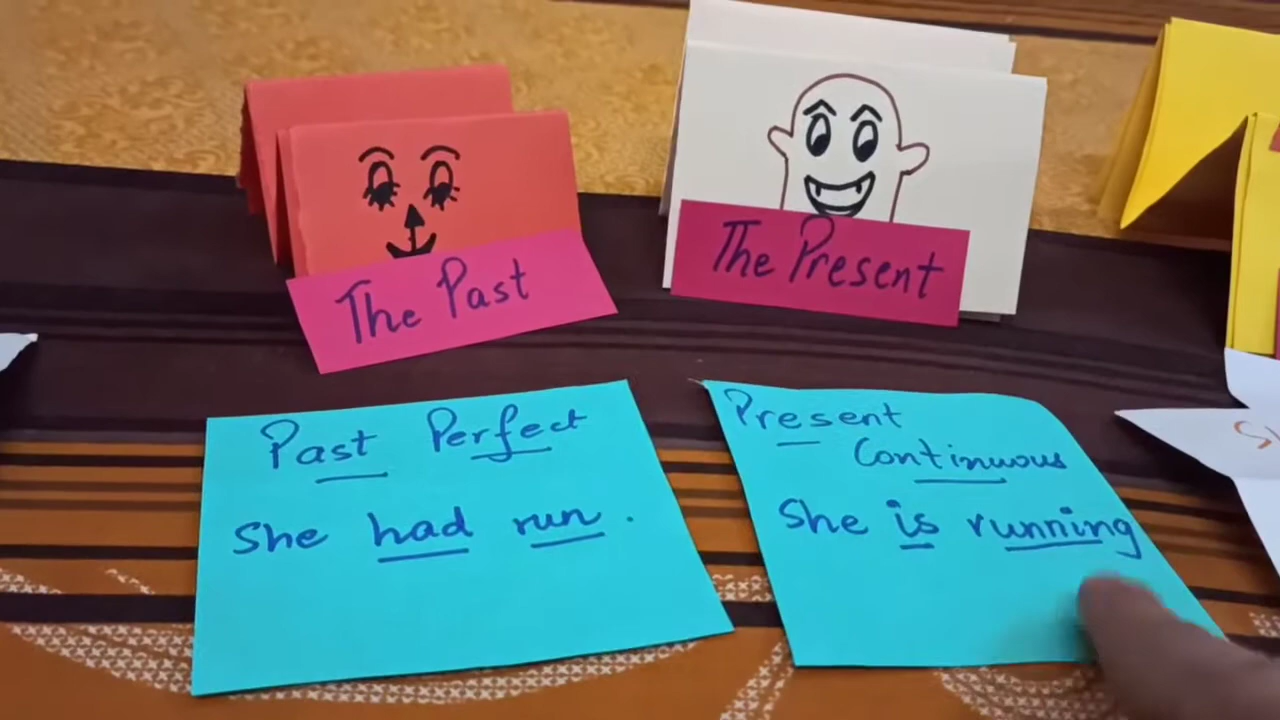 The Past
The Present
Past Perfect
She had run.
Present
Continuous
She is running